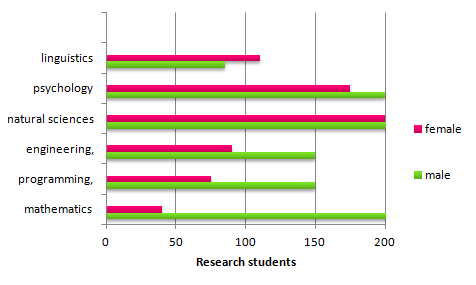 linguistics
psychology
natural sciences
engineering,
programming,
mathematics
0 50 100 150 200
Research students
female
male